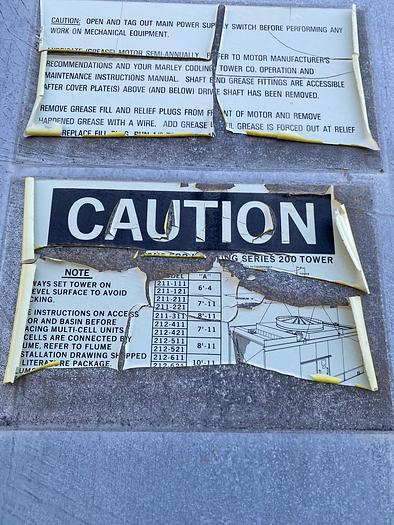 CAUTION: OPEN AND TAG OUT MAIN POWER SUPPLY SWITCH BEFORE PERFORMING ANY
WORK ON MECHANICAL EQUIPMENT.
(GREASE) MOTOR SEMI-ANNUALLY. REFER TO MOTOR MANUFACTURER'S
RECOMMENDATIONS AND YOUR MARLEY COOLING TOWER CO. OPERATION AND
MAINTENANCE INSTRUCTIONS MANUAL. SHAFT END GREASE FITTINGS ARE ACCESSIBLE
AFTER COVER PLATE(S) ABOVE (AND BELOW) DRIVE SHAFT HAS BEEN REMOVED.
REMOVE GREASE FILL AND RELIEF PLUGS FROM MOTOR AND REMOVE
HARDENED GREASE WITH A WIRE. ADD GREASE GREASE IS FORCED OUT AT RELIEF
REPLACE FILL
CAUTION
ING SERIES 200 TOWER
NOTE
WAYS SET TOWER ON
LEVEL SURFACE TO AVOID
CKING.
E INSTRUCTIONS ON ACCESS
OR AND BASIN BEFORE
ACING MULTI-CELL UNITS.
CELLS ARE CONNECTED BY
UME, REFER TO FLUME
STALLATION DRAWING SHIPPED
LITERATURE PACKAGE.
MODEL "A"
211-111
211-121 6'-4
211-211
211-221 7'-11
211-311 8'-11
212-411
212-421 7'-11
212-511
212-521 8'-11
212-611
10'-11